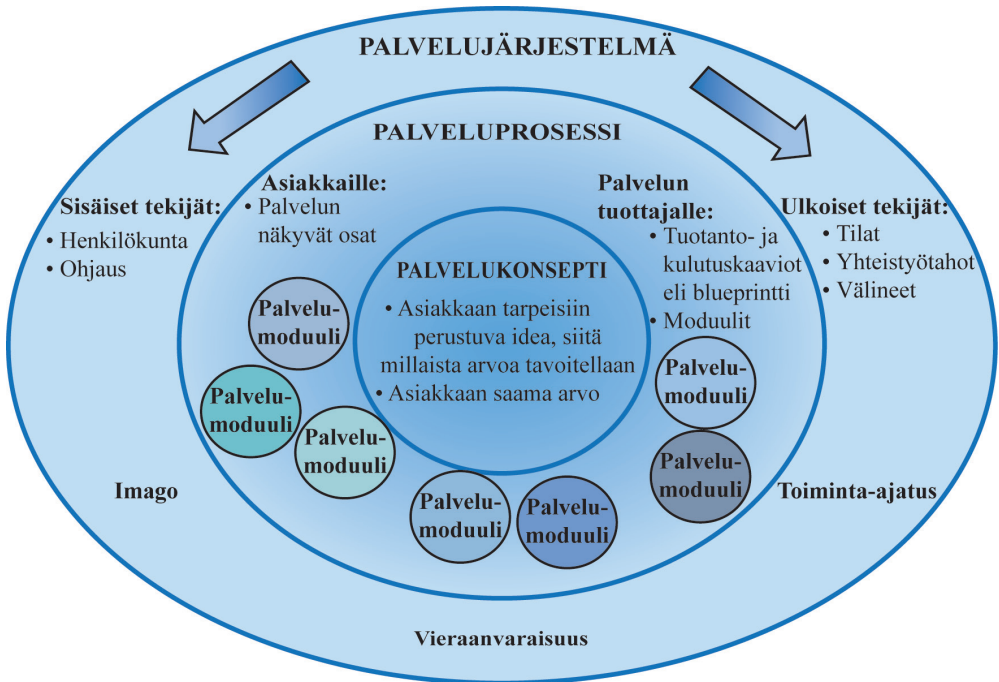 PALVELUJÄRJESTELMÄ
PALVELUPROSESSI
Sisäiset tekijät:
• Henkilökunta
• Ohjaus
Asiakkaille:
• Palvelun
näkyvät osat
Palvelun
tuottajalle:
• Tuotanto- ja
kulutuskaaviot
eli blueprintti
• Moduulit
Ulkoiset tekijät:
• Tilat
• Yhteistyötahot
• Välineet
PALVELUKONSEPTI
• Asiakkaan tarpeisiin
perustuva idea, siitä
millaista arvoa tavoitellaan
• Asiakkaan saama arvo
Palvelu-
moduuli
Palvelu-
moduuli
Palvelu-
moduuli
Palvelu-
moduuli
Palvelu-
moduuli
Palvelu-
moduuli
Palvelu-
moduuli
Imago
Toiminta-ajatus
Vieraanvaraisuus